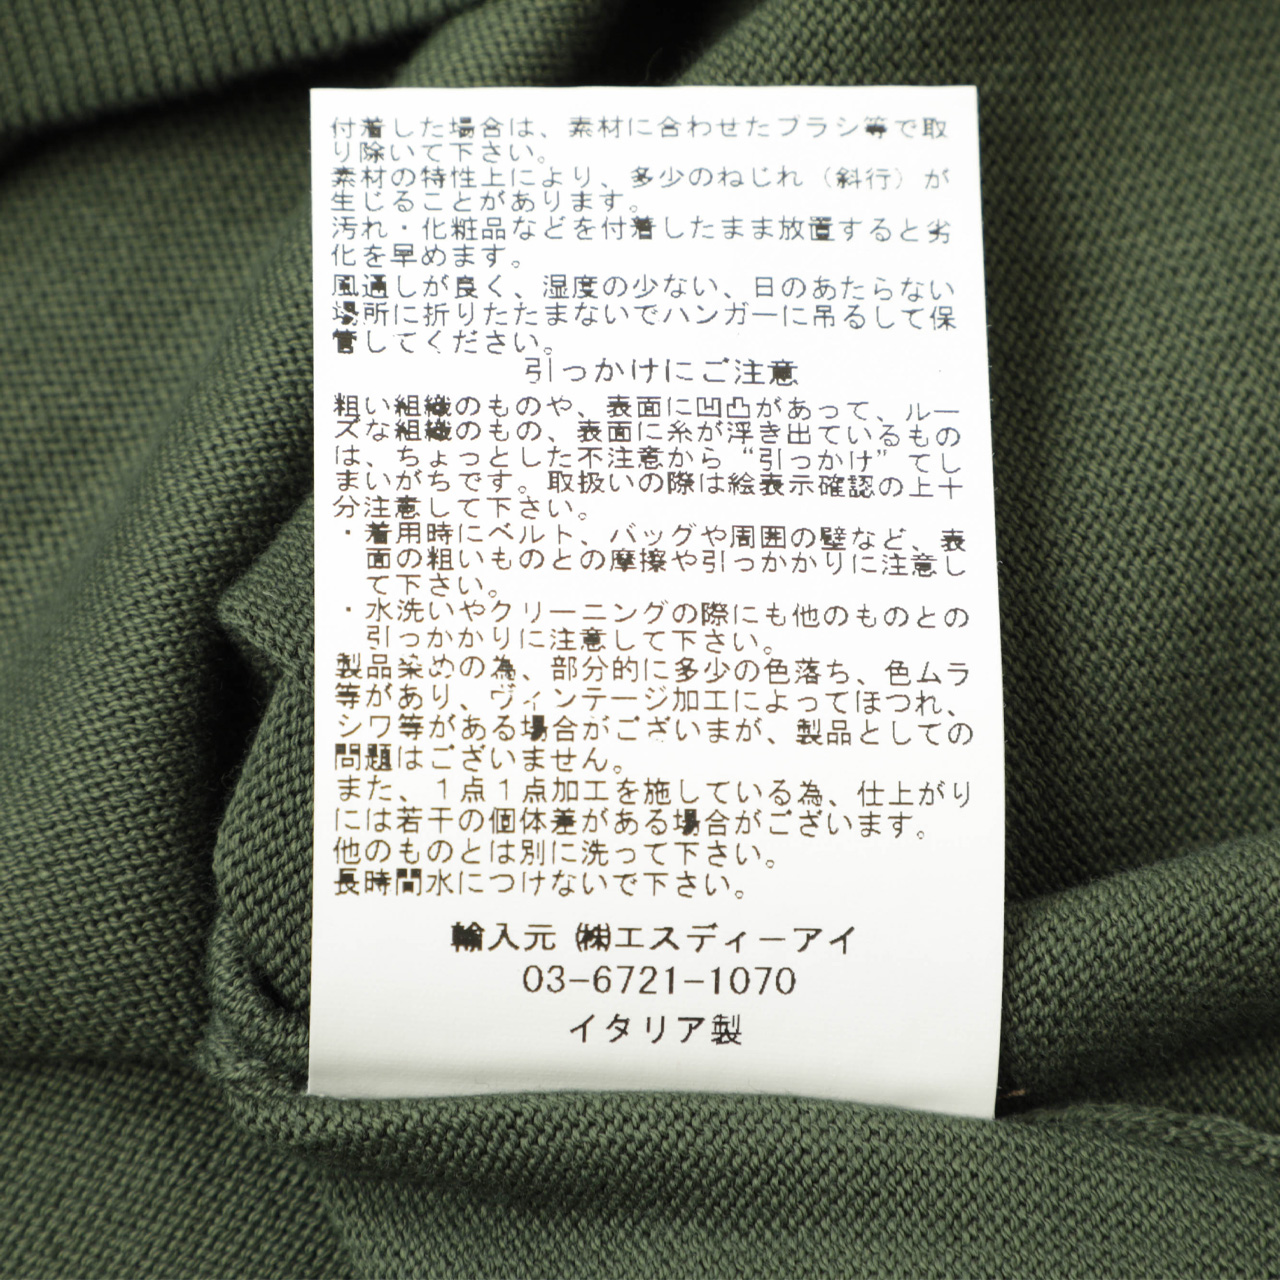 付着した場合は、素材に合わせたブラシ等で取
り除いて下さい。
素材の特性上により、多少のねじれ（斜行）が
生じることがあります。
汚れ・化粧品などを付着したまま放置すると劣
化を早めます。
風通しが良く、湿度の少ない、日のあたらない
場所に折りたたまないでハンガーに吊るして保
管してください。
引っかけにご注意
粗い組織のものや、表面に凹凸があって、ルー
ズな組織のもの、表面に糸が浮き出ているもの
は、ちょっとした不注意から“引っかけ”てし
まいがちです。取扱いの際は絵表示確認の上十
分注意して下さい。
・着用時にベルト、バッグや周囲の壁など、表
面の粗いものとの摩擦や引っかかりに注意し
て下さい。
・水洗いやクリーニングの際にも他のものとの
引っかかりに注意して下さい。
製品染めの為、部分的に多少の色落ち、色ムラ
等があり、ヴィンテージ加工によってほつれ、
シワ等がある場合がございまが、製品としての
問題はございません。
また、１点１点加工を施している為、仕上がり
には若干の個体差がある場合がございます。
他のものとは別に洗って下さい。
長時間水につけないで下さい。
輸入元 ㈱エスディーアイ
03-6721-1070
イタリア製